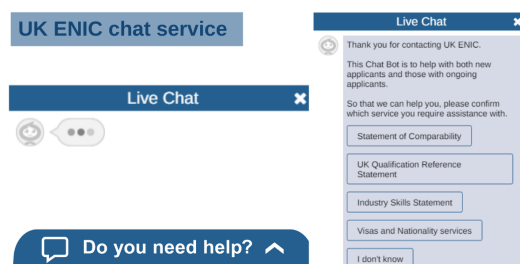 UK ENIC chat service
Live Chat
Do you need help?
Live Chat
Thank you for contacting UK ENIC.
This Chat Bot is to help with both new
applicants and those with ongoing
applicants.
So that we can help you, please confirm
which service you require assistance with.
Statement of Comparability
UK Qualification Reference
Statement
Industry Skills Statement
Visas and Nationality services
I don't know